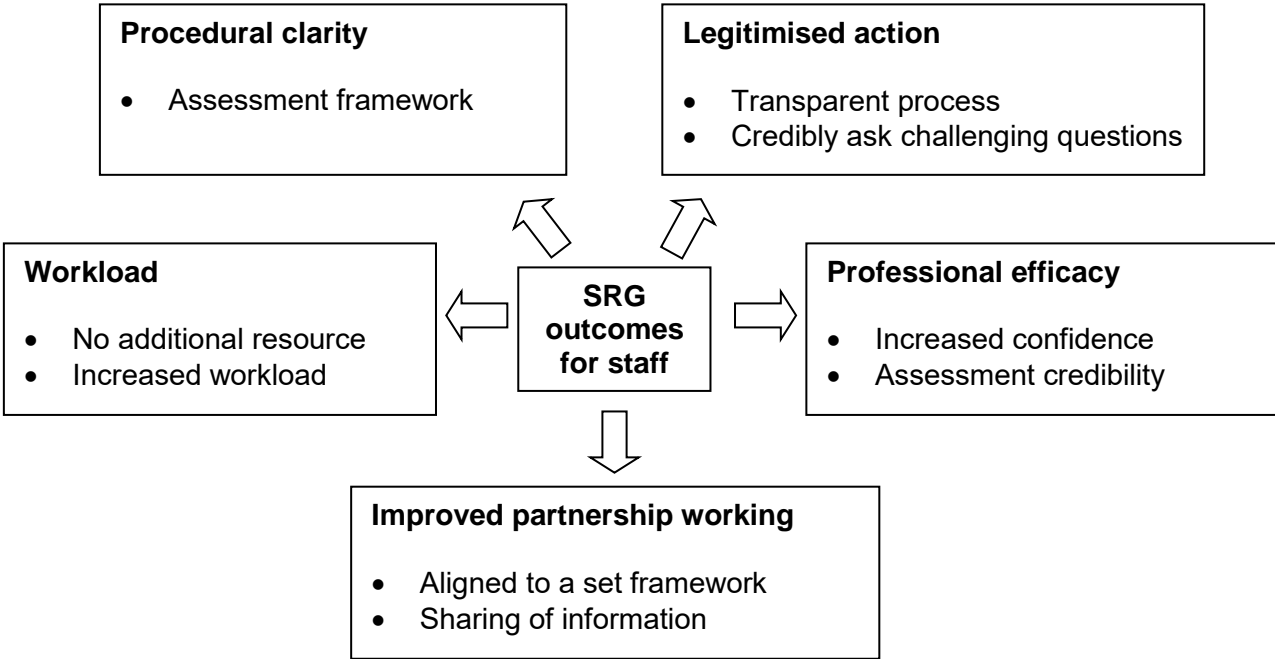 Procedural clarity
• Assessment framework
Legitimised action
• Transparent process
• Credibly ask challenging questions
Workload
• No additional resource
• Increased workload
SRG
outcomes
for staff
Professional efficacy
• Increased confidence
• Assessment credibility
Improved partnership working
• Aligned to a set framework
• Sharing of information